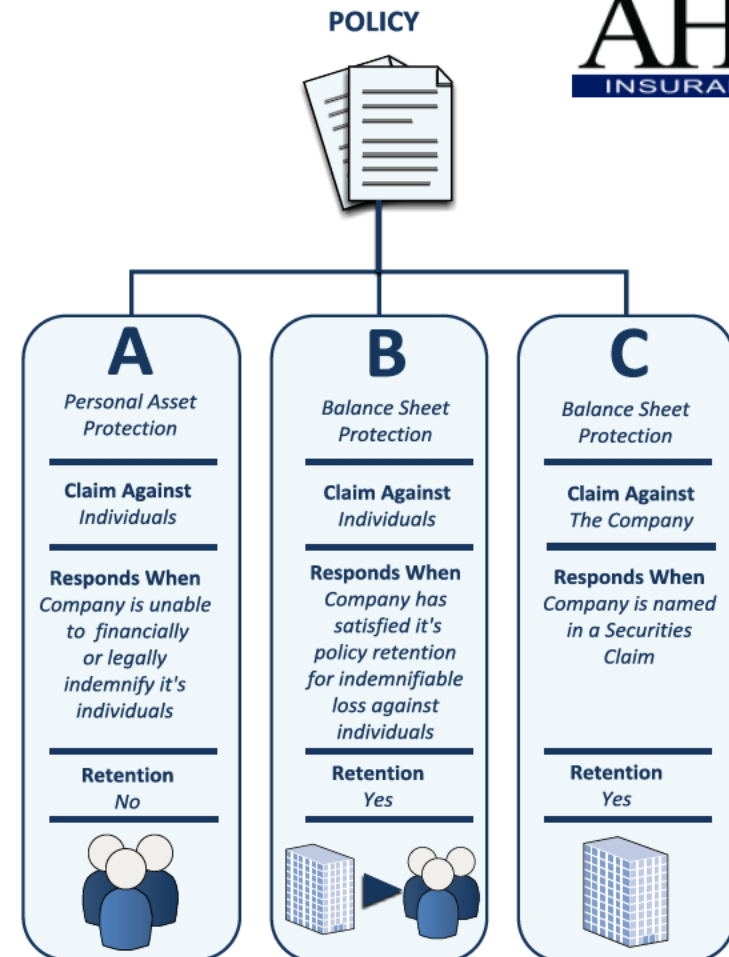 POLICY
INSURA
A
Personal Asset
Protection
Claim Against
Individuals
Responds When
Company is unable
to financially
or legally
indemnify it's
individuals
Retention
No
B
Balance Sheet
Protection
Claim Against
Individuals
Responds When
Company has
satisfied it's
policy retention
for indemnifiable
loss against
individuals
Retention
Yes
C
Balance Sheet
Protection
Claim Against
The Company
Responds When
Company is named
in a Securities
Claim
Retention
Yes